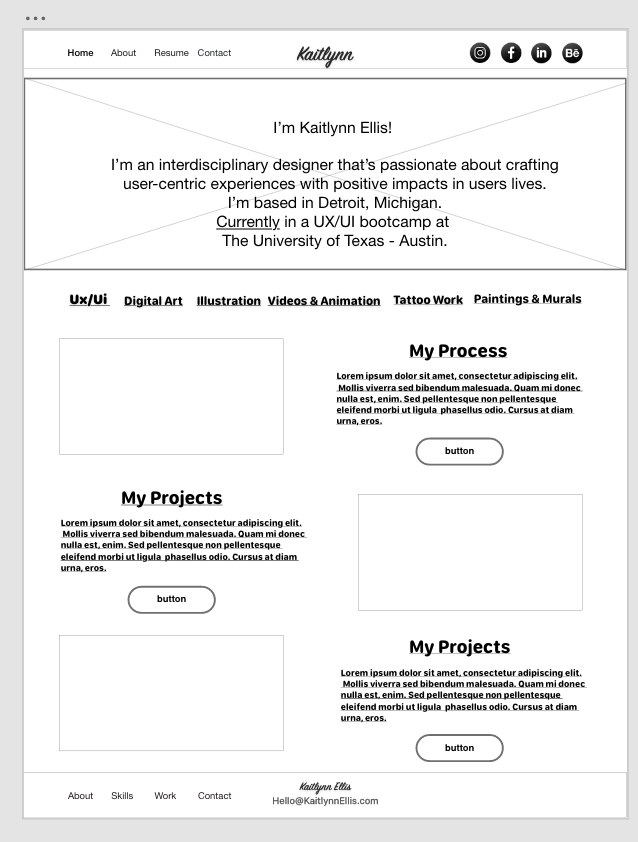 Home About Resume Contact Kaitlynn Bē
I'm Kaitlynn Ellis!
I'm an interdisciplinary designer that's passionate about crafting
user-centric experiences with positive impacts in users lives.
I'm based in Detroit, Michigan.
Currently in a UX/UI bootcamp at
The University of Texas - Austin.
Ux/Ui Digital Art Illustration Videos & Animation Tattoo Work Paintings & Murals
My Process
Lorem ipsum dolor sit amet, consectetur adipiscing elit.
Mollis viverra sed bibendum malesuada. Quam mi donec
nulla est, enim. Sed pellentesque non pellentesque
eleifend morbi ut ligula phasellus odio. Cursus at diam
urna, eros.
button
My Projects
Lorem ipsum dolor sit amet, consectetur adipiscing elit.
Mollis viverra sed bibendum malesuada. Quam mi donec
nulla est, enim. Sed pellentesque non pellentesque
eleifend morbi ut ligula phasellus odio. Cursus at diam
urna, eros.
button
My Projects
Lorem ipsum dolor sit amet, consectetur adipiscing elit.
Mollis viverra sed bibendum malesuada. Quam mi donec
nulla est, enim. Sed pellentesque non pellentesque
eleifend morbi ut ligula phasellus odio. Cursus at diam
urna, eros.
button
Kaitlynn Ellis
About Skills Work Contact Hello@KaitlynnEllis.com